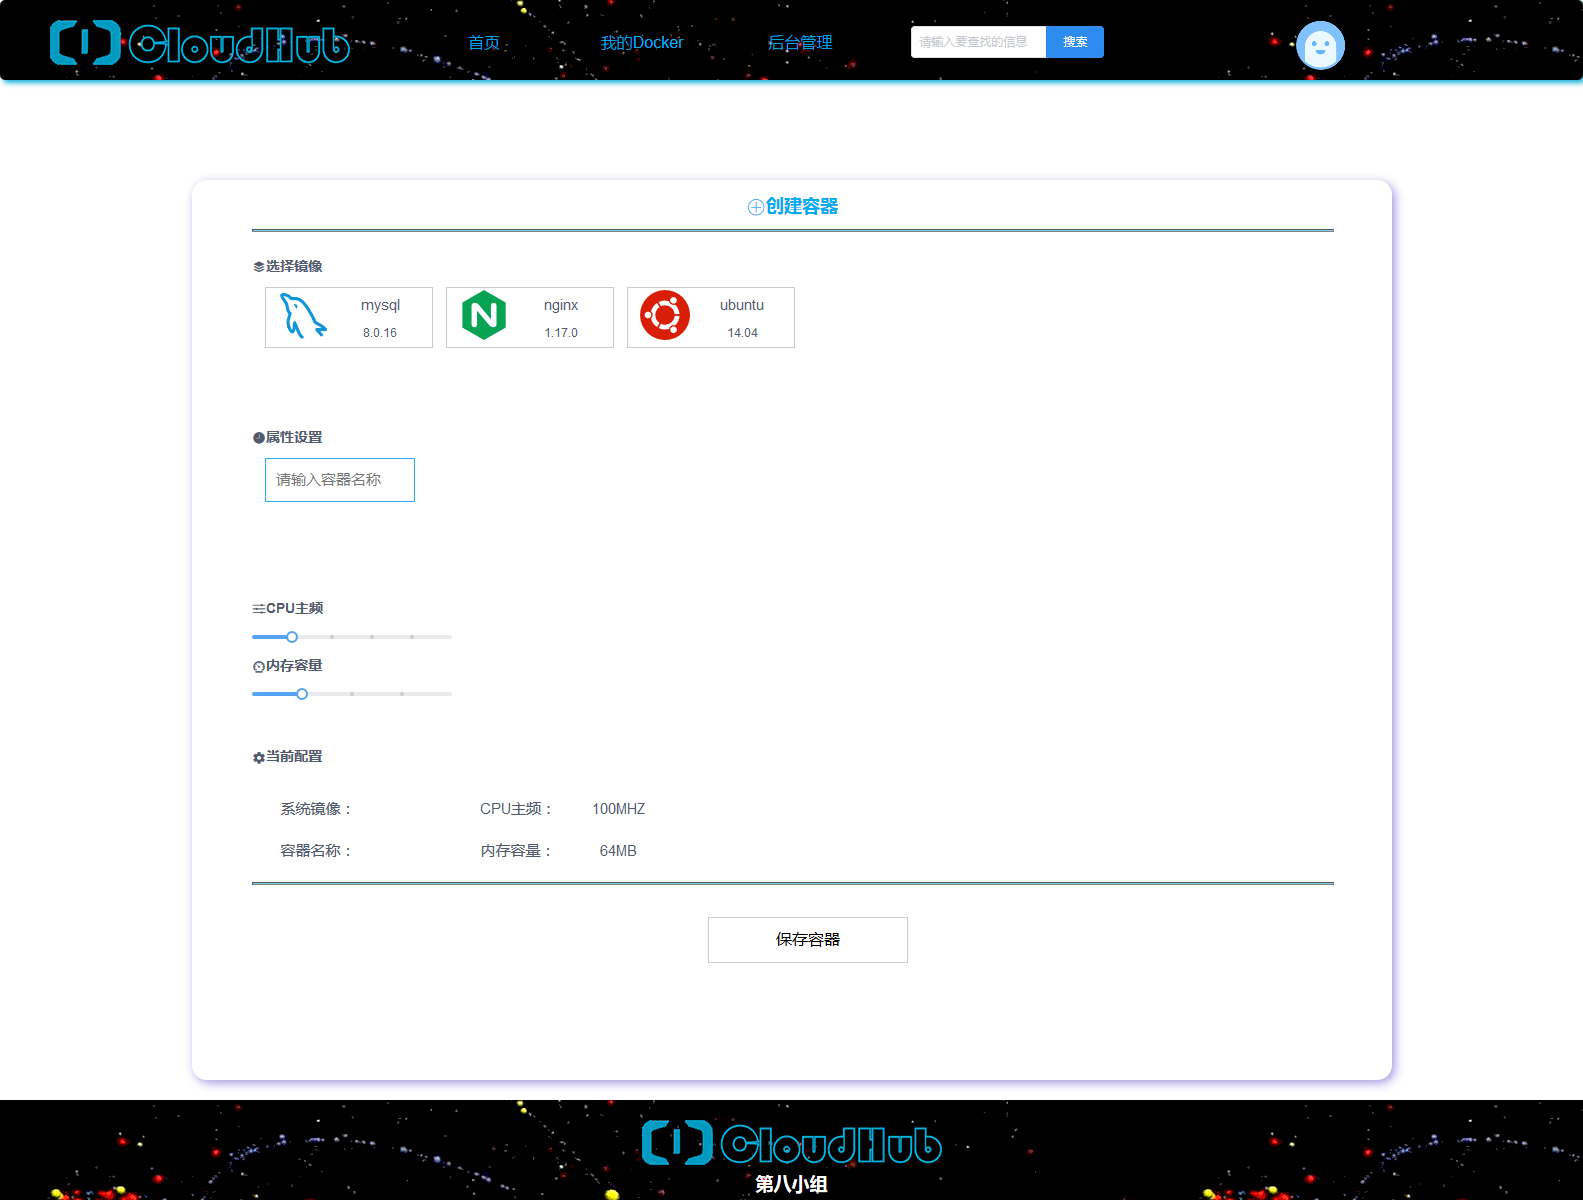 CloudHub 首页 我的Docker 后台管理 请输入要查找的信息 搜索
创建容器
选择镜像
mysql nginx ubuntu
8.0.16 1.17.0 14.04
属性设置
请输入容器名称
CPU主频
内存容量
当前配置
系统镜像： CPU主频： 100MHZ
容器名称： 内存容量： 64MB
保存容器
CloudHub
第八小组